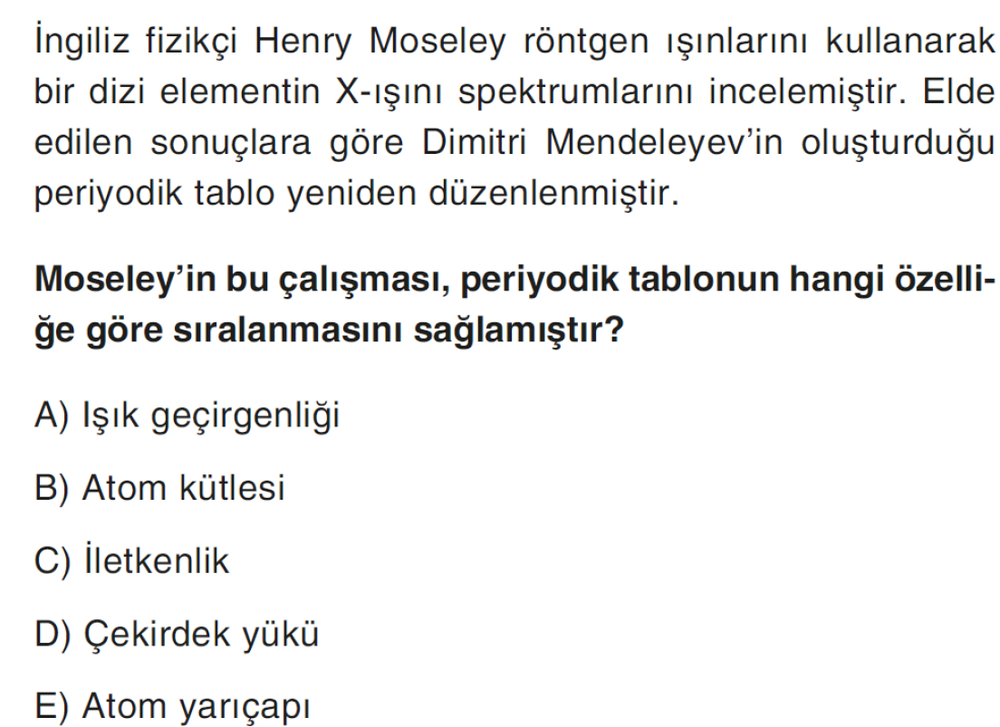 İngiliz fizikçi Henry Moseley röntgen ışınlarını kullanarak
bir dizi elementin X-ışını spektrumlarını incelemiştir. Elde
edilen sonuçlara göre Dimitri Mendeleyev’in oluşturduğu
periyodik tablo yeniden düzenlenmiştir.
Moseley’in bu çalışması, periyodik tablonun hangi özelli-
ğe göre sıralanmasını sağlamıştır?
A) Işık geçirgenliği
B) Atom kütlesi
C) İletkenlik
D) Çekirdek yükü
E) Atom yarıçapı